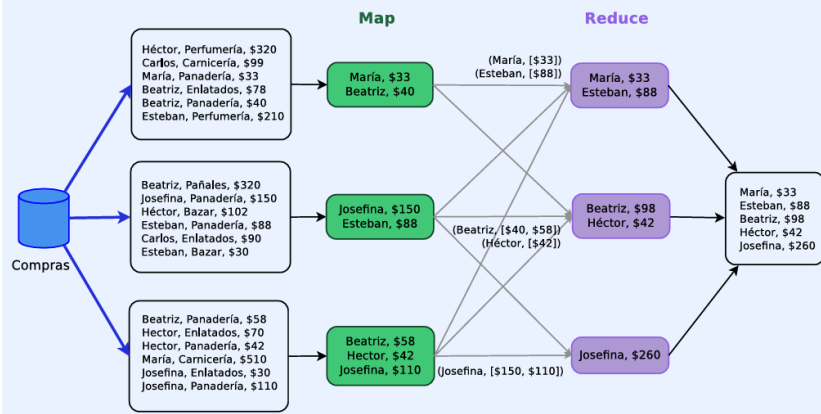 Map
Reduce
Héctor, Perfumería, $320
Carlos, Carnicería, $99
María, Panadería, $33
Beatriz, Enlatados, $78
Beatriz, Panadería, $40
Esteban, Perfumería, $210
María, $33
Beatriz, $40
(María, [$33])
(Esteban, [$88])
María, $33
Esteban, $88
Compras
Beatriz, Pañales, $320
Josefina, Panadería, $150
Héctor, Bazar, $102
Esteban, Panadería, $88
Carlos, Enlatados, $90
Esteban, Bazar, $30
Josefina, $150
Esteban, $88
(Beatriz, [$40, $58])
(Héctor, [$42])
Beatriz, $98
Héctor, $42
María, $33
Esteban, $88
Beatriz, $98
Héctor, $42
Josefina, $260
Beatriz, Panadería, $58
Hector, Enlatados, $70
Hector, Panadería, $42
María, Carnicería, $510
Josefina, Enlatados, $30
Josefina, Panadería, $110
Beatriz, $58
Hector, $42
Josefina, $110
(Josefina, [$150, $110])
Josefina, $260